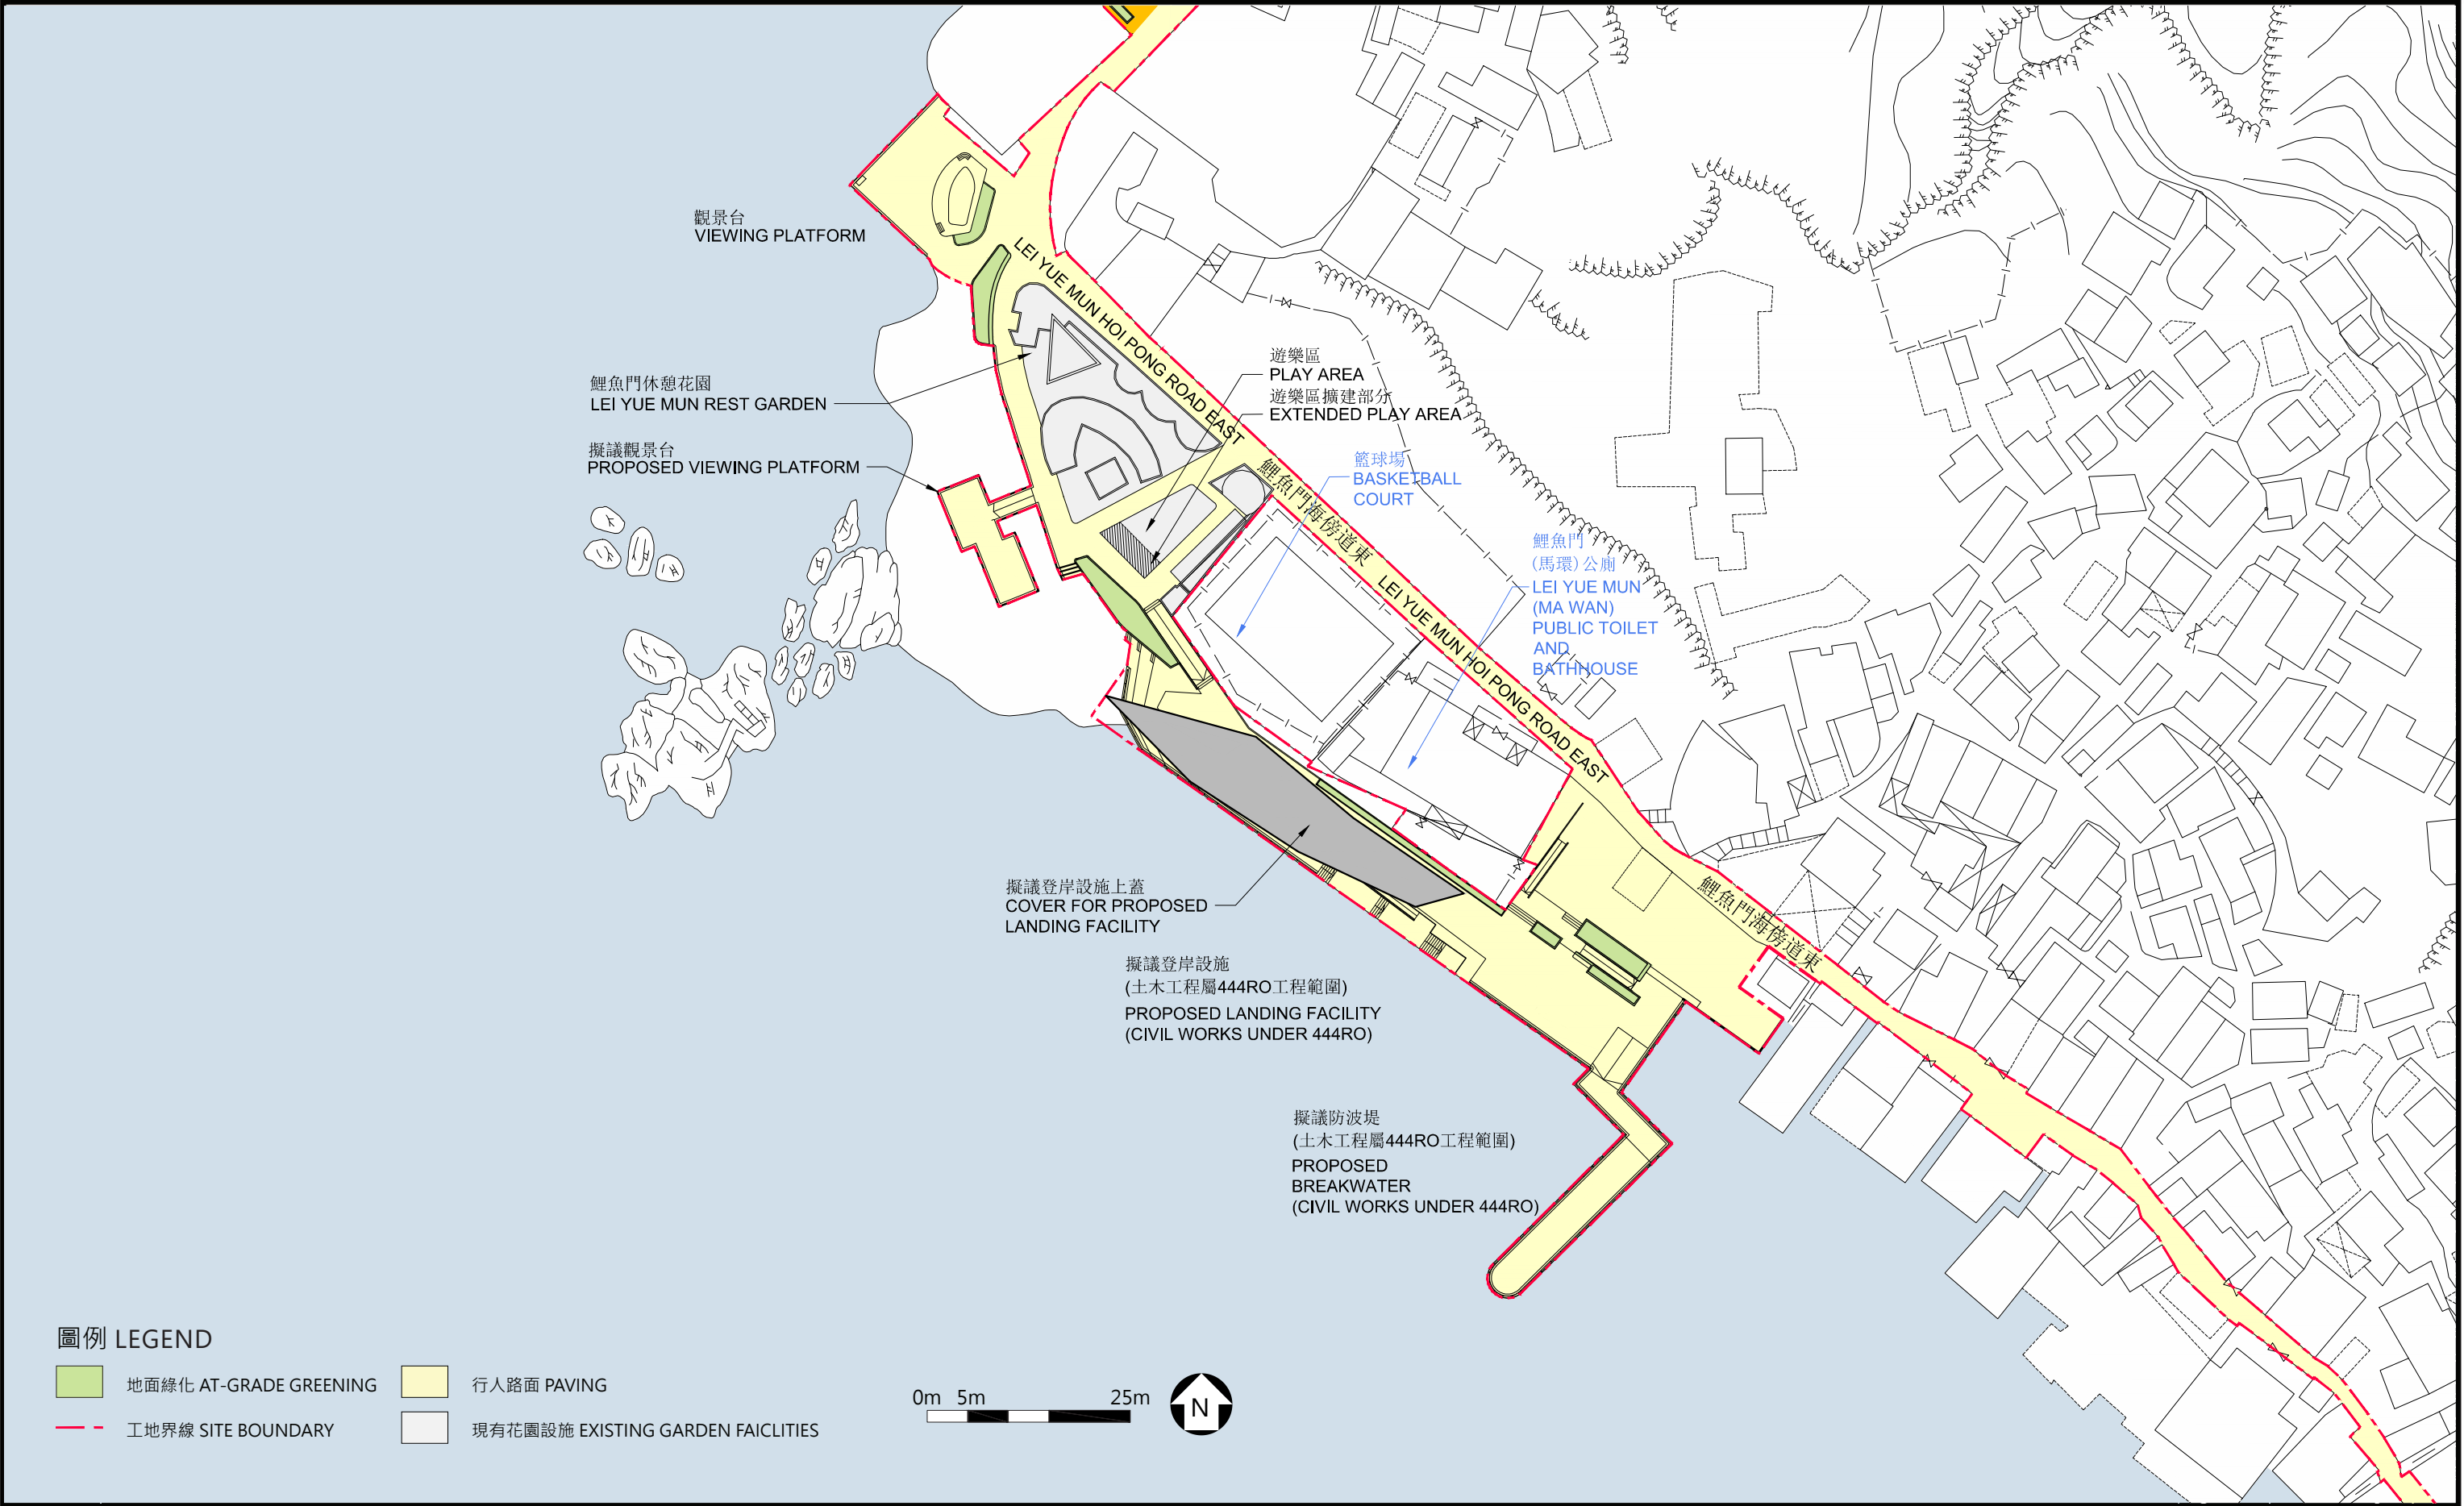 觀景台
VIEWING PLATFORM
LEI YUE MUN HOI PONG ROAD EAST
遊樂區
PLAY AREA
遊樂區擴建部分
EXTENDED PLAY AREA
鯉魚門休憩花園
LEI YUE MUN REST GARDEN
擬議觀景台
PROPOSED VIEWING PLATFORM
籃球場
BASKETBALL
COURT
鯉魚門海傍道東
LEI YUE MUN HOI PONG ROAD EAST
鯉魚門
(馬環)公廁
LEI YUE MUN
(MA WAN)
PUBLIC TOILET
AND
BATHHOUSE
擬議登岸設施上蓋
COVER FOR PROPOSED
LANDING FACILITY
鯉魚門海傍道東
擬議登岸設施
(土木工程屬444RO工程範圍)
PROPOSED LANDING FACILITY
(CIVIL WORKS UNDER 444RO)
擬議防波堤
(土木工程屬444RO工程範圍)
PROPOSED
BREAKWATER
(CIVIL WORKS UNDER 444RO)
圖例 LEGEND
地面綠化 AT-GRADE GREENING
行人路面 PAVING
工地界線 SITE BOUNDARY
現有花園設施 EXISTING GARDEN FAICLITIES
0m 5m 25m
N